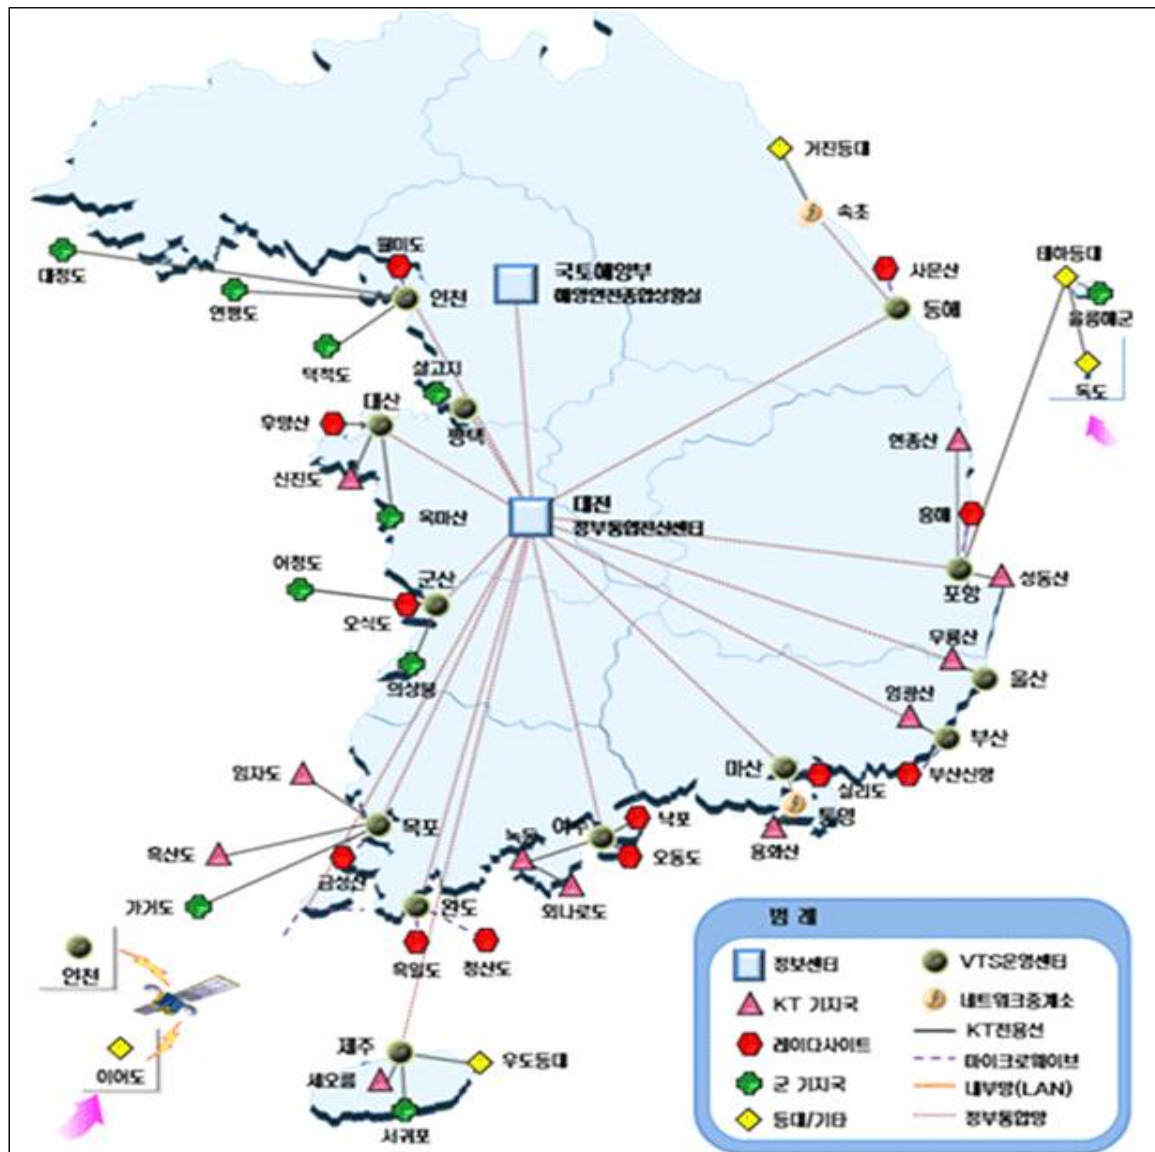 거진등대
속초
대청도
월미도
국토해양부
해양안전종합상황실
사문산
태하등대
연평도
인천
동해
울릉해군
덕적도
살고지
독도
후망산
대산
평택
현종산
신진도
대전
옥마산
정부통합전산센터
흥해
어청도
군산
성동산
오식도
포항
무룡산
의상봉
울산
엄광산
부산
임자도
마산
실리도
부산신항
목포
녹동
여수
낙포
통영
흑산도
금성산
오동도
용화산
가거도
완도
외나로도
범 례
인천
흑일도
청산도
정보센터
VTS운영센터
KT 기지국
네트워크중계소
제주
레이다사이트
KT전용선
이어도
세오름
우도등대
마이크로웨이브
군 기지국
내부망(LAN)
서귀포
등대/기타
정부통합망